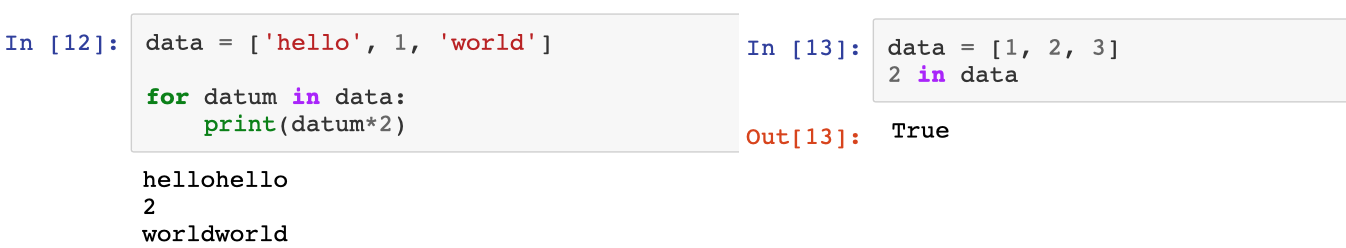 In [12]: data = ['hello', 1, 'world']
for datum in data:
    print(datum*2)
hellohello
2
worldworld
In [13]: data = [1, 2, 3]
2 in data
Out[13]: True